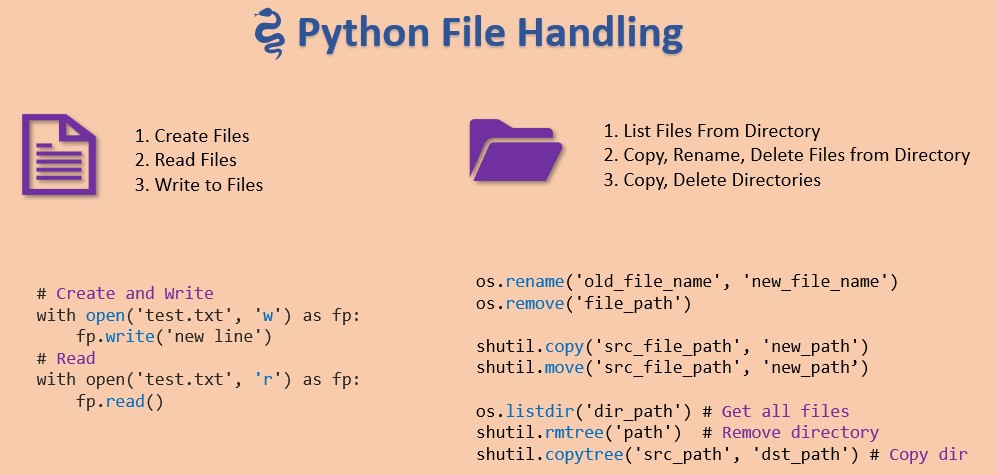 Python File Handling
1. Create Files
2. Read Files
3. Write to Files
1. List Files From Directory
2. Copy, Rename, Delete Files from Directory
3. Copy, Delete Directories
# Create and Write
with open('test.txt', 'w') as fp:
    fp.write('new line')
# Read
with open('test.txt', 'r') as fp:
    fp.read()
os.rename('old_file_name', 'new_file_name')
os.remove('file_path')
shutil.copy('src_file_path', 'new_path')
shutil.move('src_file_path', 'new_path’)
os.listdir('dir_path') # Get all files
shutil.rmtree('path')  # Remove directory
shutil.copytree('src_path', 'dst_path') # Copy dir